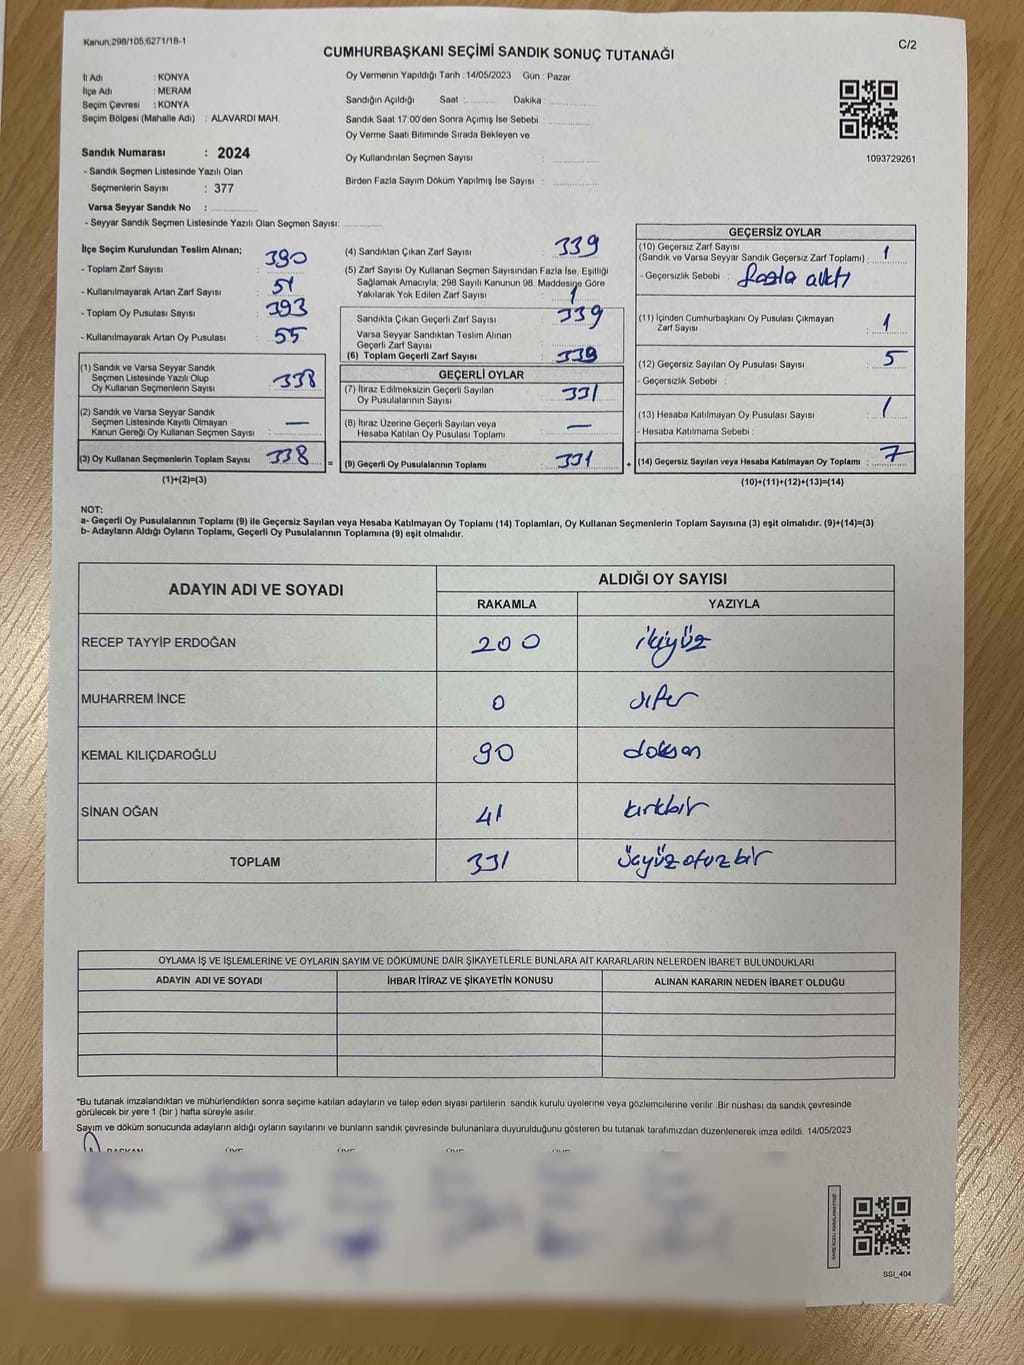 Kanun;298/105;6271/18-1
C/2
CUMHURBAŞKANI SEÇİMİ SANDIK SONUÇ TUTANAĞI
İl Adı : KONYA
İlçe Adı : MERAM
Seçim Çevresi : KONYA
Seçim Bölgesi (Mahalle Adı) : ALAVARDI MAH.
Oy Vermenin Yapıldığı Tarih : 14/05/2023 Gün : Pazar
Sandığın Açıldığı Saat : Dakika
Sandık Saat 17.00'den Sonra Açımış İse Sebebi :
Oy Verme Saati Bitiminde Sırada Bekleyen ve
Oy Kullandırılan Seçmen Sayısı :
Birden Fazla Sayım Döküm Yapılmış İse Sayısı :
1093729261
Sandık Numarası : 2024
- Sandık Seçmen Listesinde Yazılı Olan
Seçmenlerin Sayısı : 377
Varsa Seyyar Sandık No :
- Seyyar Sandık Seçmen Listesinde Yazılı Olan Seçmen Sayısı:
İlçe Seçim Kurulundan Teslim Alınan;
- Toplam Zarf Sayısı : 390
- Kullanılmayarak Artan Zarf Sayısı : 51
- Toplam Oy Pusulası Sayısı : 393
- Kullanılmayarak Artan Oy Pusulası : 55
(1) Sandık ve Varsa Seyyar Sandık
Seçmen Listesinde Yazılı Olup
Oy Kullanan Seçmenlerin Sayısı : 338
(2) Sandık ve Varsa Seyyar Sandık
Seçmen Listesinde Kayıtlı Olmayan
Kanun Gereği Oy Kullanan Seçmen Sayısı : —
(3) Oy Kullanan Seçmenlerin Toplam Sayısı : 338 =
(1)+(2)=(3)
(4) Sandıktan Çıkan Zarf Sayısı : 339
(5) Zarf Sayısı Oy Kullanan Seçmen Sayısından Fazla İse, Eşitliği
Sağlamak Amacıyla; 298 Sayılı Kanunun 98. Maddesine Göre
Yakılarak Yok Edilen Zarf Sayısı : 1
Sandıkta Çıkan Geçerli Zarf Sayısı : 339
Varsa Seyyar Sandıktan Teslim Alınan
Geçerli Zarf Sayısı :
(6) Toplam Geçerli Zarf Sayısı : 339
GEÇERLİ OYLAR
(7) İtiraz Edilmeksizin Geçerli Sayılan
Oy Pusulalarının Sayısı : 331
(8) İtiraz Üzerine Geçerli Sayılan veya
Hesaba Katılan Oy Pusulası Toplamı : —
(9) Geçerli Oy Pusulalarının Toplamı : 331 +
GEÇERSİZ OYLAR
(10) Geçersiz Zarf Sayısı
(Sandık ve Varsa Seyyar Sandık Geçersiz Zarf Toplamı) : 1
- Geçersizlik Sebebi : fazla çıktı
(11) İçinden Cumhurbaşkanı Oy Pusulası Çıkmayan
Zarf Sayısı : 1
(12) Geçersiz Sayılan Oy Pusulası Sayısı : 5
- Geçersizlik Sebebi :
(13) Hesaba Katılmayan Oy Pusulası Sayısı : 1
- Hesaba Katılmama Sebebi :
(14) Geçersiz Sayılan veya Hesaba Katılmayan Oy Toplamı : 7
(10)+(11)+(12)+(13)=(14)
NOT:
a- Geçerli Oy Pusulalarının Toplamı (9) ile Geçersiz Sayılan veya Hesaba Katılmayan Oy Toplamı (14) Toplamları, Oy Kullanan Seçmenlerin Toplam Sayısına (3) eşit olmalıdır. (9)+(14)=(3)
b- Adayların Aldığı Oyların Toplamı, Geçerli Oy Pusulalarının Toplamına (9) eşit olmalıdır.
ADAYIN ADI VE SOYADI
ALDIĞI OY SAYISI
RAKAMLA YAZIYLA
RECEP TAYYİP ERDOĞAN 200 ikiyüz
MUHARREM İNCE 0 sıfır
KEMAL KILIÇDAROĞLU 90 doksan
SİNAN OĞAN 41 kırkbir
TOPLAM 331 üçyüzotuzbir
OYLAMA İŞ VE İŞLEMLERİNE VE OYLARIN SAYIM VE DÖKÜMÜNE DAİR ŞİKAYETLERLE BUNLARA AİT KARARLARIN NELERDEN İBARET BULUNDUKLARI
ADAYIN ADI VE SOYADI İHBAR İTİRAZ VE ŞİKAYETİN KONUSU ALINAN KARARIN NEDEN İBARET OLDUĞU
*Bu tutanak imzalandıktan ve mühürlendikten sonra seçime katılan adayların ve talep eden siyasi partilerin sandık kurulu üyelerine veya gözlemcilerine verilir. Bir nüshası da sandık çevresinde
görülecek bir yere 1 (bir ) hafta süreyle asılır.
Sayım ve döküm sonucunda adayların aldığı oyların sayılarını ve bunların sandık çevresinde bulunanlara duyurulduğunu gösteren bu tutanak tarafımızdan düzenlenerek imza edildi. 14/05/2023
BAŞKAN ÜYE ÜYE ÜYE ÜYE ÜYE
SSI_404